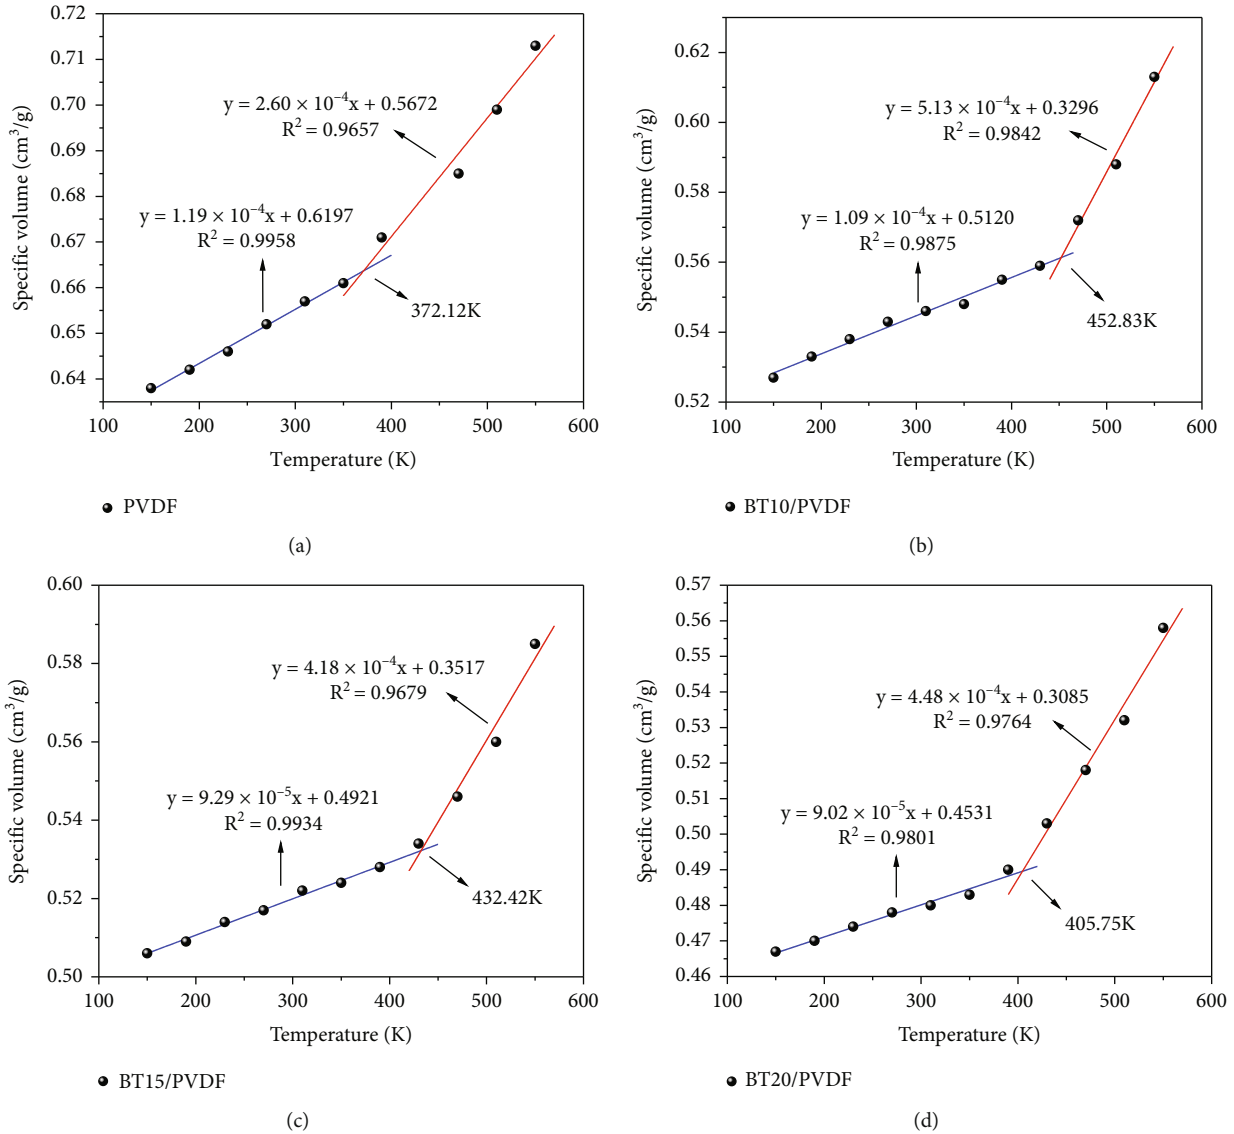 0.72
0.71
0.70
0.69
0.68
0.67
0.66
0.65
0.64
Specific volume (cm³/g)
y = 2.60 × 10⁻⁴x + 0.5672
R² = 0.9657
y = 1.19 × 10⁻⁴x + 0.6197
R² = 0.9958
372.12K
100 200 300 400 500 600
Temperature (K)
PVDF
(a)
0.62
0.60
0.58
0.56
0.54
0.52
Specific volume (cm³/g)
y = 5.13 × 10⁻⁴x + 0.3296
R² = 0.9842
y = 1.09 × 10⁻⁴x + 0.5120
R² = 0.9875
452.83K
100 200 300 400 500 600
Temperature (K)
BT10/PVDF
(b)
0.60
0.58
0.56
0.54
0.52
0.50
Specific volume (cm³/g)
y = 4.18 × 10⁻⁴x + 0.3517
R² = 0.9679
y = 9.29 × 10⁻⁵x + 0.4921
R² = 0.9934
432.42K
100 200 300 400 500 600
Temperature (K)
BT15/PVDF
(c)
0.57
0.56
0.55
0.54
0.53
0.52
0.51
0.50
0.49
0.48
0.47
0.46
Specific volume (cm³/g)
y = 4.48 × 10⁻⁴x + 0.3085
R² = 0.9764
y = 9.02 × 10⁻⁵x + 0.4531
R² = 0.9801
405.75K
100 200 300 400 500 600
Temperature (K)
BT20/PVDF
(d)